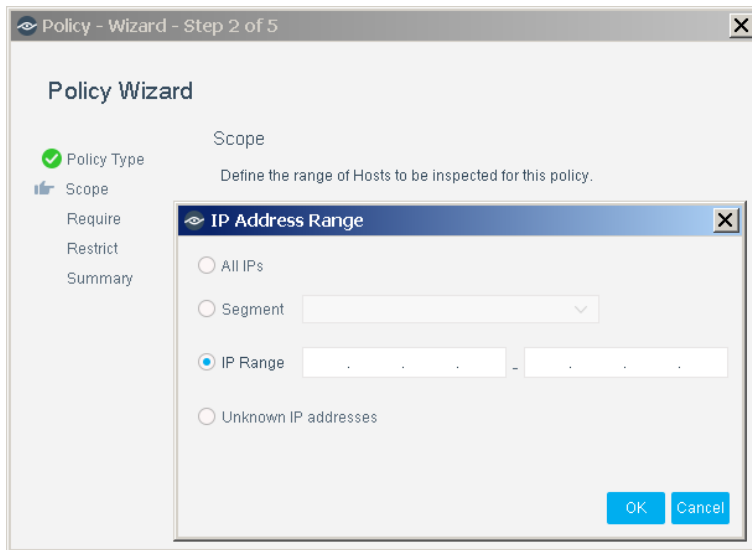 Policy - Wizard - Step 2 of 5
Policy Wizard
Policy Type
Scope
Require
Restrict
Summary
Scope
Define the range of Hosts to be inspected for this policy.
IP Address Range
All IPs
Segment
IP Range . . . - . . .
Unknown IP addresses
OK Cancel